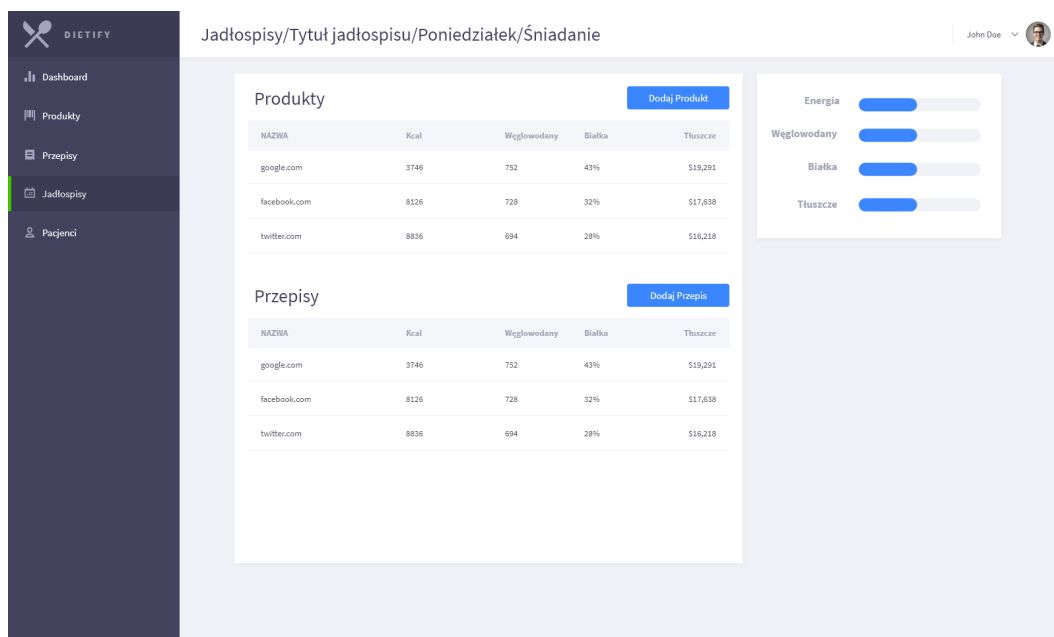 DIETIFY
Jadłospisy/Tytuł jadłospisu/Poniedziałek/Śniadanie
John Doe
Dashboard
Produkty
Przepisy
Jadłospisy
Pacjenci
Produkty
Dodaj Produkt
NAZWA Kcal Węglowodany Białka Tłuszcze
google.com 3746 752 43% $19,291
facebook.com 8126 728 32% $17,638
twitter.com 8836 694 28% $16,218
Przepisy
Dodaj Przepis
NAZWA Kcal Węglowodany Białka Tłuszcze
google.com 3746 752 43% $19,291
facebook.com 8126 728 32% $17,638
twitter.com 8836 694 28% $16,218
Energia
Węglowodany
Białka
Tłuszcze